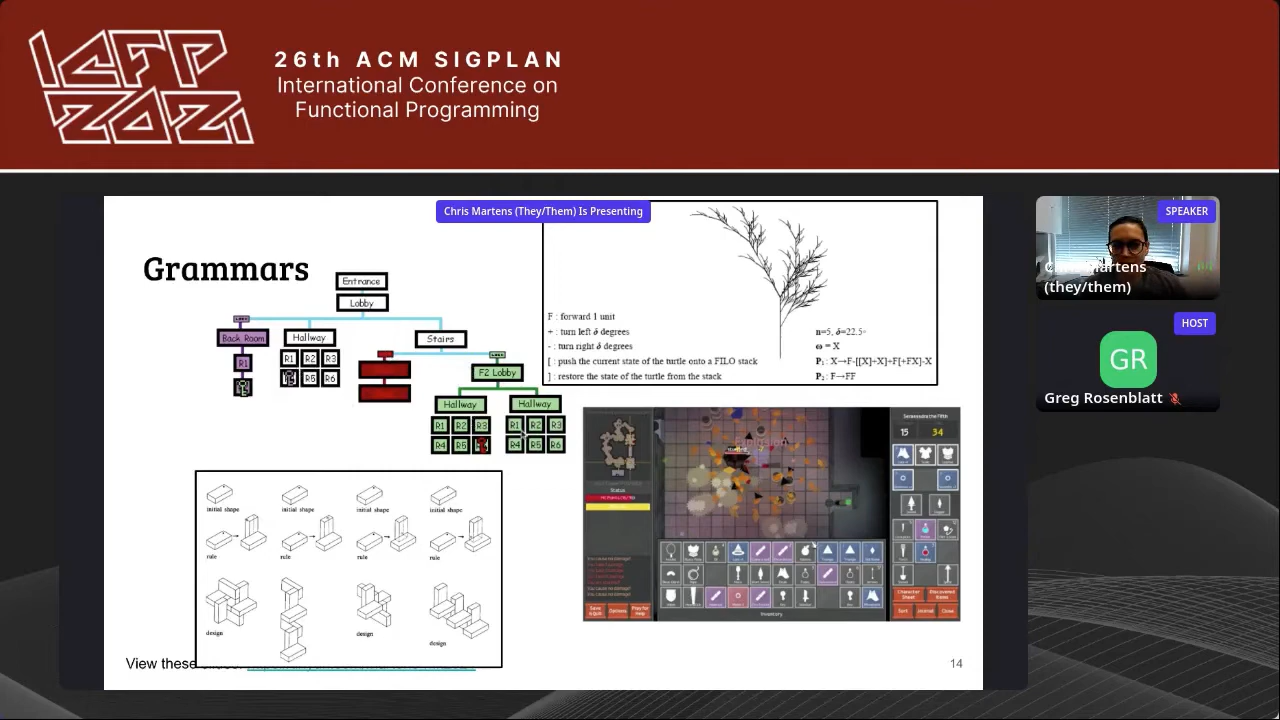 ICFP
2021
26th ACM SIGPLAN
International Conference on
Functional Programming
Chris Martens (They/Them) Is Presenting
Grammars
Entrance
Lobby
Back Room
Hallway
Stairs
R1
R1 R2 R3
R5 R6
F2 Lobby
Hallway
Hallway
R1 R2 R3
R1 R2 R3
R4 R5
R4 R5 R6
F : forward 1 unit
+ : turn left δ degrees
- : turn right δ degrees
[ : push the current state of the turtle onto a FILO stack
] : restore the state of the turtle from the stack
n=5, δ=22.5°
ω = X
P₁: X→F-[[X]+X]+F[+FX]-X
P₂: F→FF
initial shape initial shape initial shape initial shape
rule rule rule rule
design design design
15 34
Inventory
View these
14
SPEAKER
(they/them)
HOST
GR
Greg Rosenblatt